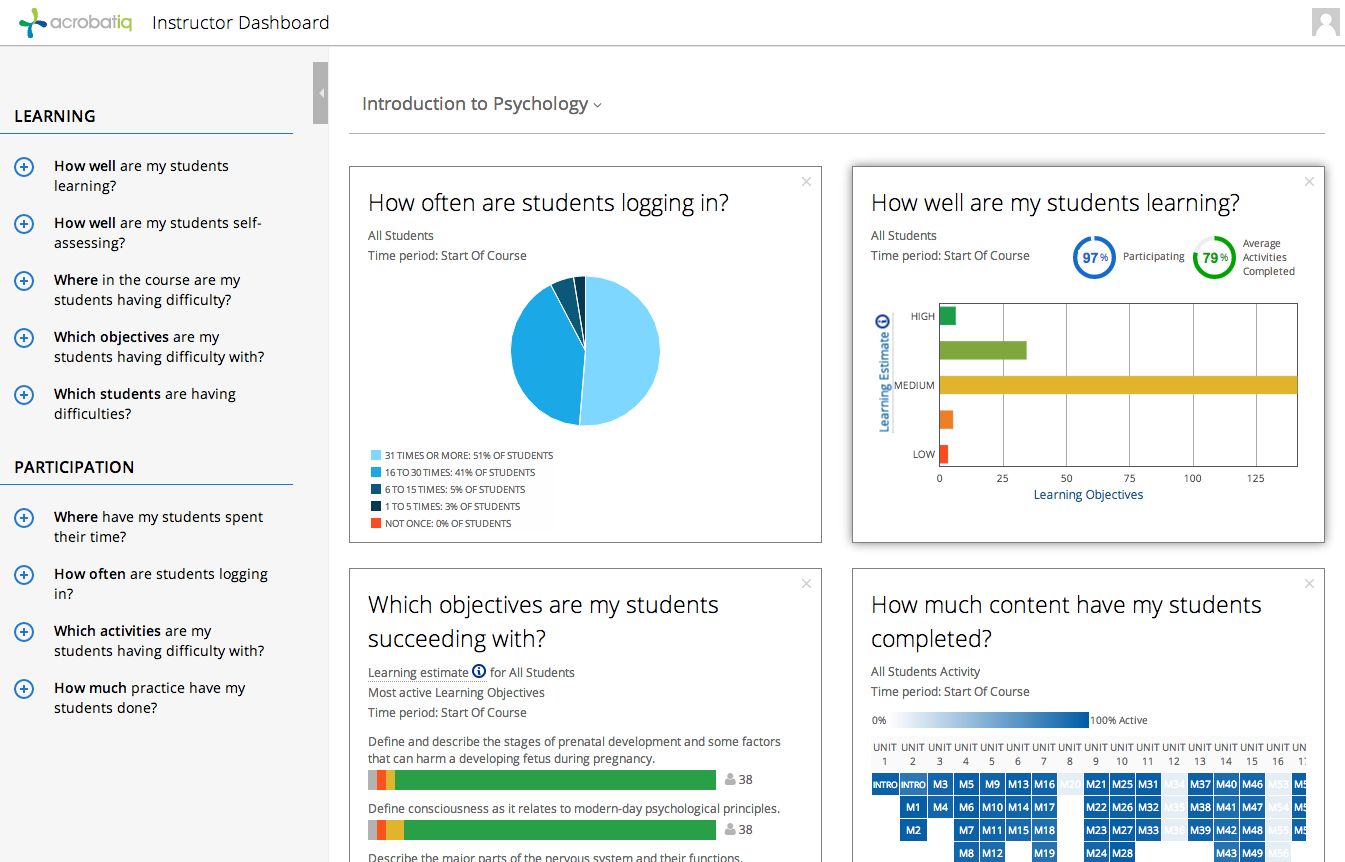 acrobatiq Instructor Dashboard
LEARNING
How well are my students
learning?
How well are my students self-
assessing?
Where in the course are my
students having difficulty?
Which objectives are my
students having difficulty with?
Which students are having
difficulties?
PARTICIPATION
Where have my students spent
their time?
How often are students logging
in?
Which activities are my
students having difficulty with?
How much practice have my
students done?
Introduction to Psychology
How often are students logging in?
All Students
Time period: Start Of Course
31 TIMES OR MORE: 51% OF STUDENTS
16 TO 30 TIMES: 41% OF STUDENTS
6 TO 15 TIMES: 5% OF STUDENTS
1 TO 5 TIMES: 3% OF STUDENTS
NOT ONCE: 0% OF STUDENTS
How well are my students learning?
All Students
Time period: Start Of Course
97% Participating
79% Average
Activities
Completed
Learning Estimate
HIGH
MEDIUM
LOW
0 25 50 75 100 125
Learning Objectives
Which objectives are my students
succeeding with?
Learning estimate for All Students
Most active Learning Objectives
Time period: Start Of Course
Define and describe the stages of prenatal development and some factors
that can harm a developing fetus during pregnancy.
38
Define consciousness as it relates to modern-day psychological principles.
38
Describe the major parts of the nervous system and their functions.
How much content have my students
completed?
All Students Activity
Time period: Start Of Course
0% 100% Active
UNIT UNIT UNIT UNIT UNIT UNIT UNIT UNIT UNIT UNIT UNIT UNIT UNIT UNIT UNIT UNIT UN
1 2 3 4 5 6 7 8 9 10 11 12 13 14 15 16 17
INTRO INTRO M3 M5 M9 M13 M16 M20 M21 M25 M31 M34 M37 M40 M46 M53 M5
M1 M4 M6 M10 M14 M17 M22 M26 M32 M35 M38 M41 M47 M54 M5
M2 M7 M11 M15 M18 M23 M27 M33 M36 M39 M42 M48 M55 M5
M8 M12 M19 M24 M28 M43 M49 M56